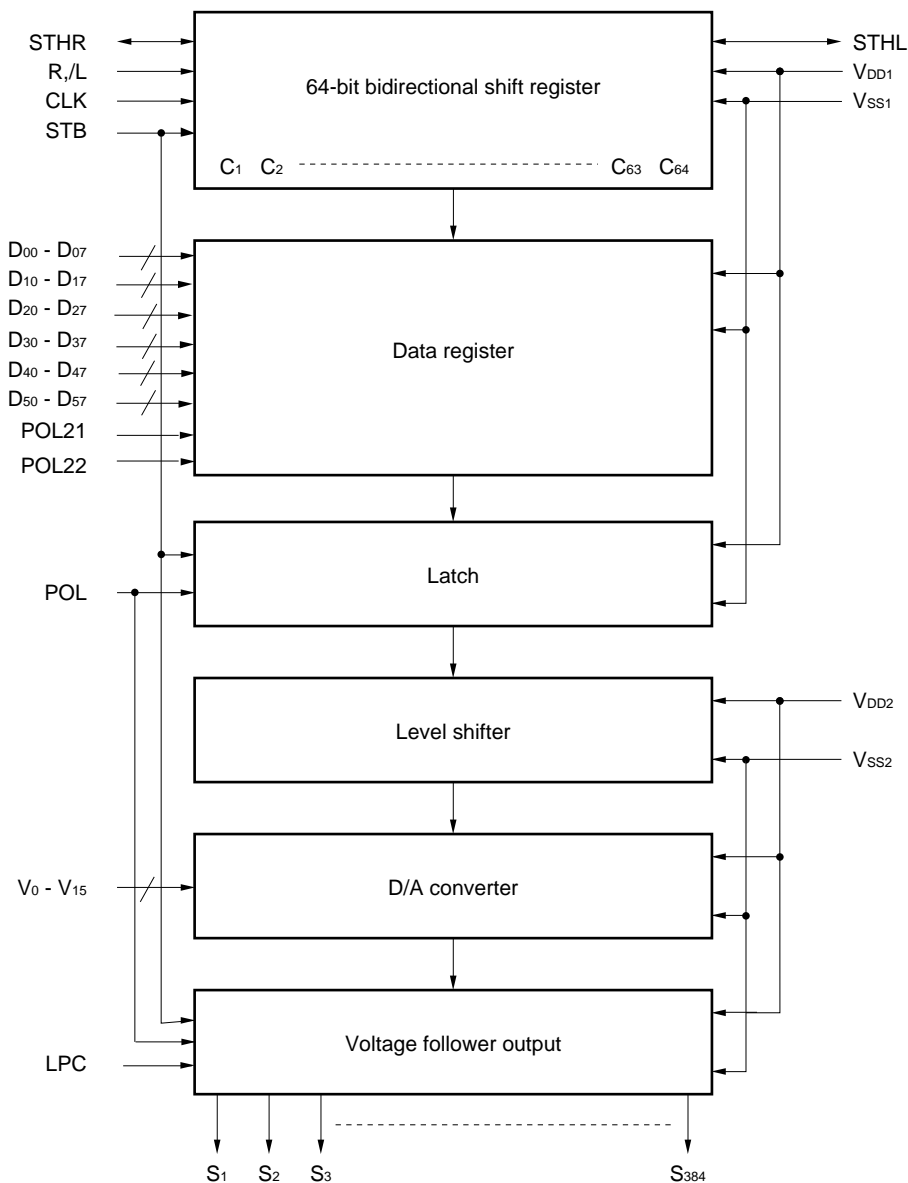 STHR
STHL
R,/L
VDD1
64-bit bidirectional shift register
CLK
VSS1
STB
C1 C2 C63 C64
D00 - D07
D10 - D17
D20 - D27
D30 - D37
Data register
D40 - D47
D50 - D57
POL21
POL22
Latch
POL
VDD2
Level shifter
VSS2
V0 - V15
D/A converter
Voltage follower output
LPC
S1 S2 S3 S384